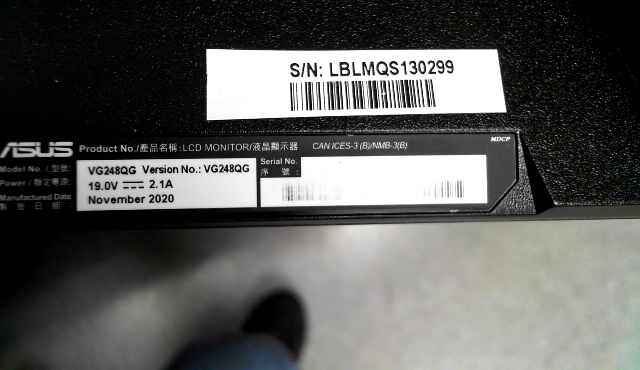 S/N: LBLMQS130299
ASUS Product No./產品名稱:LCD MONITOR/液晶顯示器 CAN ICES-3 (B)/NMB-3(B) MDCP
Model No / 型號: VG248QG Version No.: VG248QG Serial No.
Power / 額定電源: 19.0V ⎓ 2.1A 序 號:
Manufactured Date November 2020
製 造 日 期: